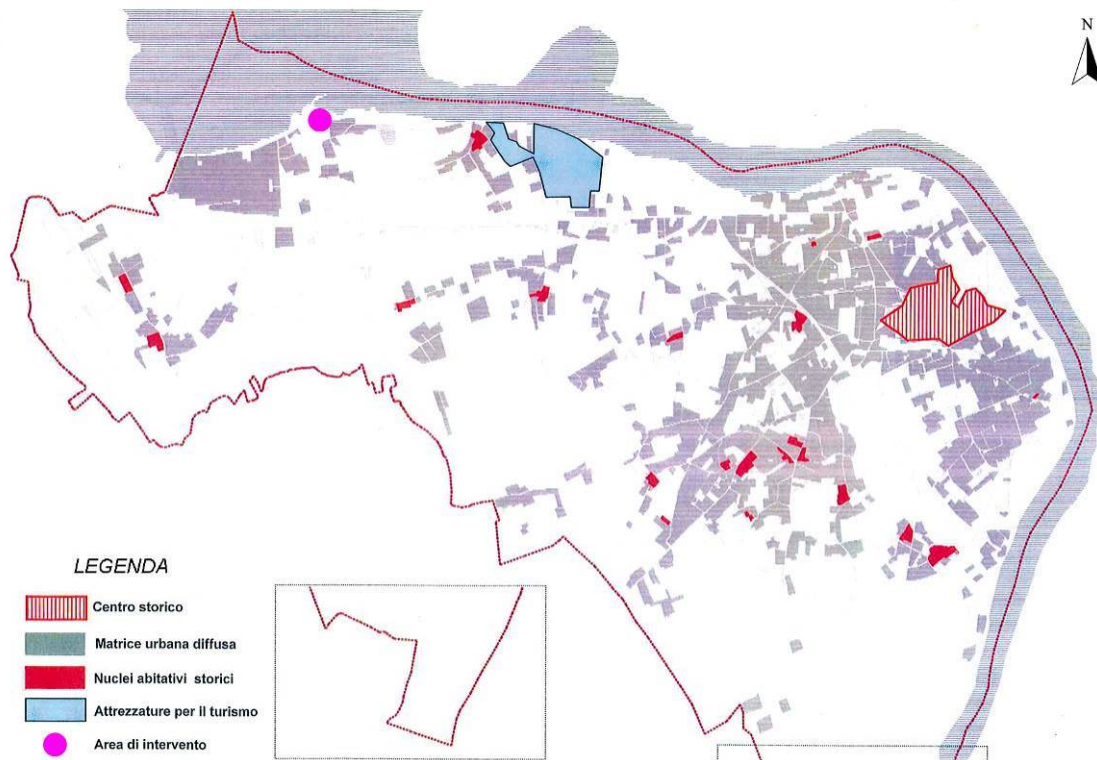 N
LEGENDA
Centro storico
Matrice urbana diffusa
Nuclei abitativi storici
Attrezzature per il turismo
Area di intervento